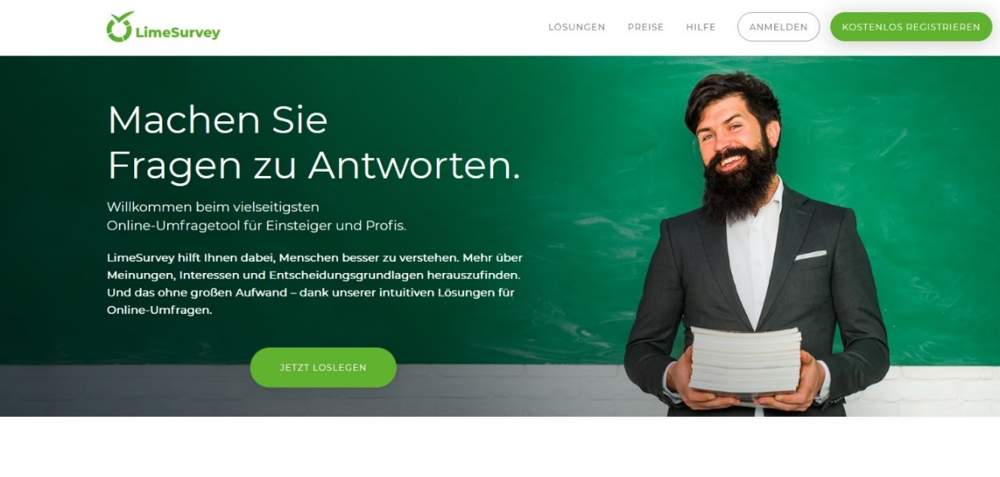 LimeSurvey
LÖSUNGEN
PREISE
HILFE
ANMELDEN
KOSTENLOS REGISTRIEREN
Machen Sie
Fragen zu Antworten.
Willkommen beim vielseitigsten
Online-Umfragetool für Einsteiger und Profis.
LimeSurvey hilft Ihnen dabei, Menschen besser zu verstehen. Mehr über
Meinungen, Interessen und Entscheidungsgrundlagen herauszufinden.
Und das ohne großen Aufwand – dank unserer intuitiven Lösungen für
Online-Umfragen.
JETZT LOSLEGEN